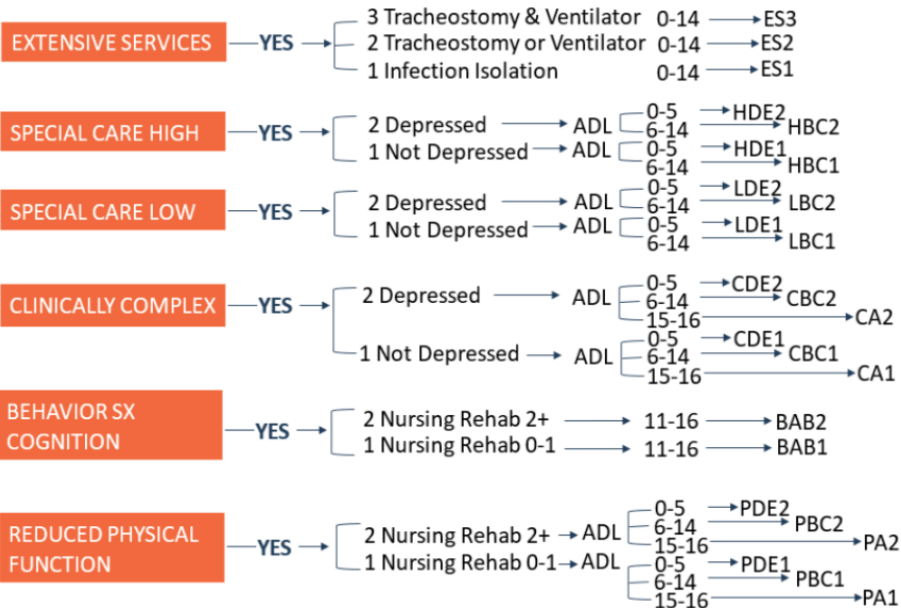 EXTENSIVE SERVICES YES 3 Tracheostomy & Ventilator 0-14 ES3
2 Tracheostomy or Ventilator 0-14 ES2
1 Infection Isolation 0-14 ES1
SPECIAL CARE HIGH YES 2 Depressed ADL 0-5 HDE2
6-14 HBC2
1 Not Depressed ADL 0-5 HDE1
6-14 HBC1
SPECIAL CARE LOW YES 2 Depressed ADL 0-5 LDE2
6-14 LBC2
1 Not Depressed ADL 0-5 LDE1
6-14 LBC1
CLINICALLY COMPLEX YES 2 Depressed ADL 0-5 CDE2
6-14 CBC2
15-16 CA2
1 Not Depressed ADL 0-5 CDE1
6-14 CBC1
15-16 CA1
BEHAVIOR SX
COGNITION YES 2 Nursing Rehab 2+ 11-16 BAB2
1 Nursing Rehab 0-1 11-16 BAB1
REDUCED PHYSICAL
FUNCTION YES 2 Nursing Rehab 2+ ADL 0-5 PDE2
6-14 PBC2
15-16 PA2
1 Nursing Rehab 0-1 ADL 0-5 PDE1
6-14 PBC1
15-16 PA1